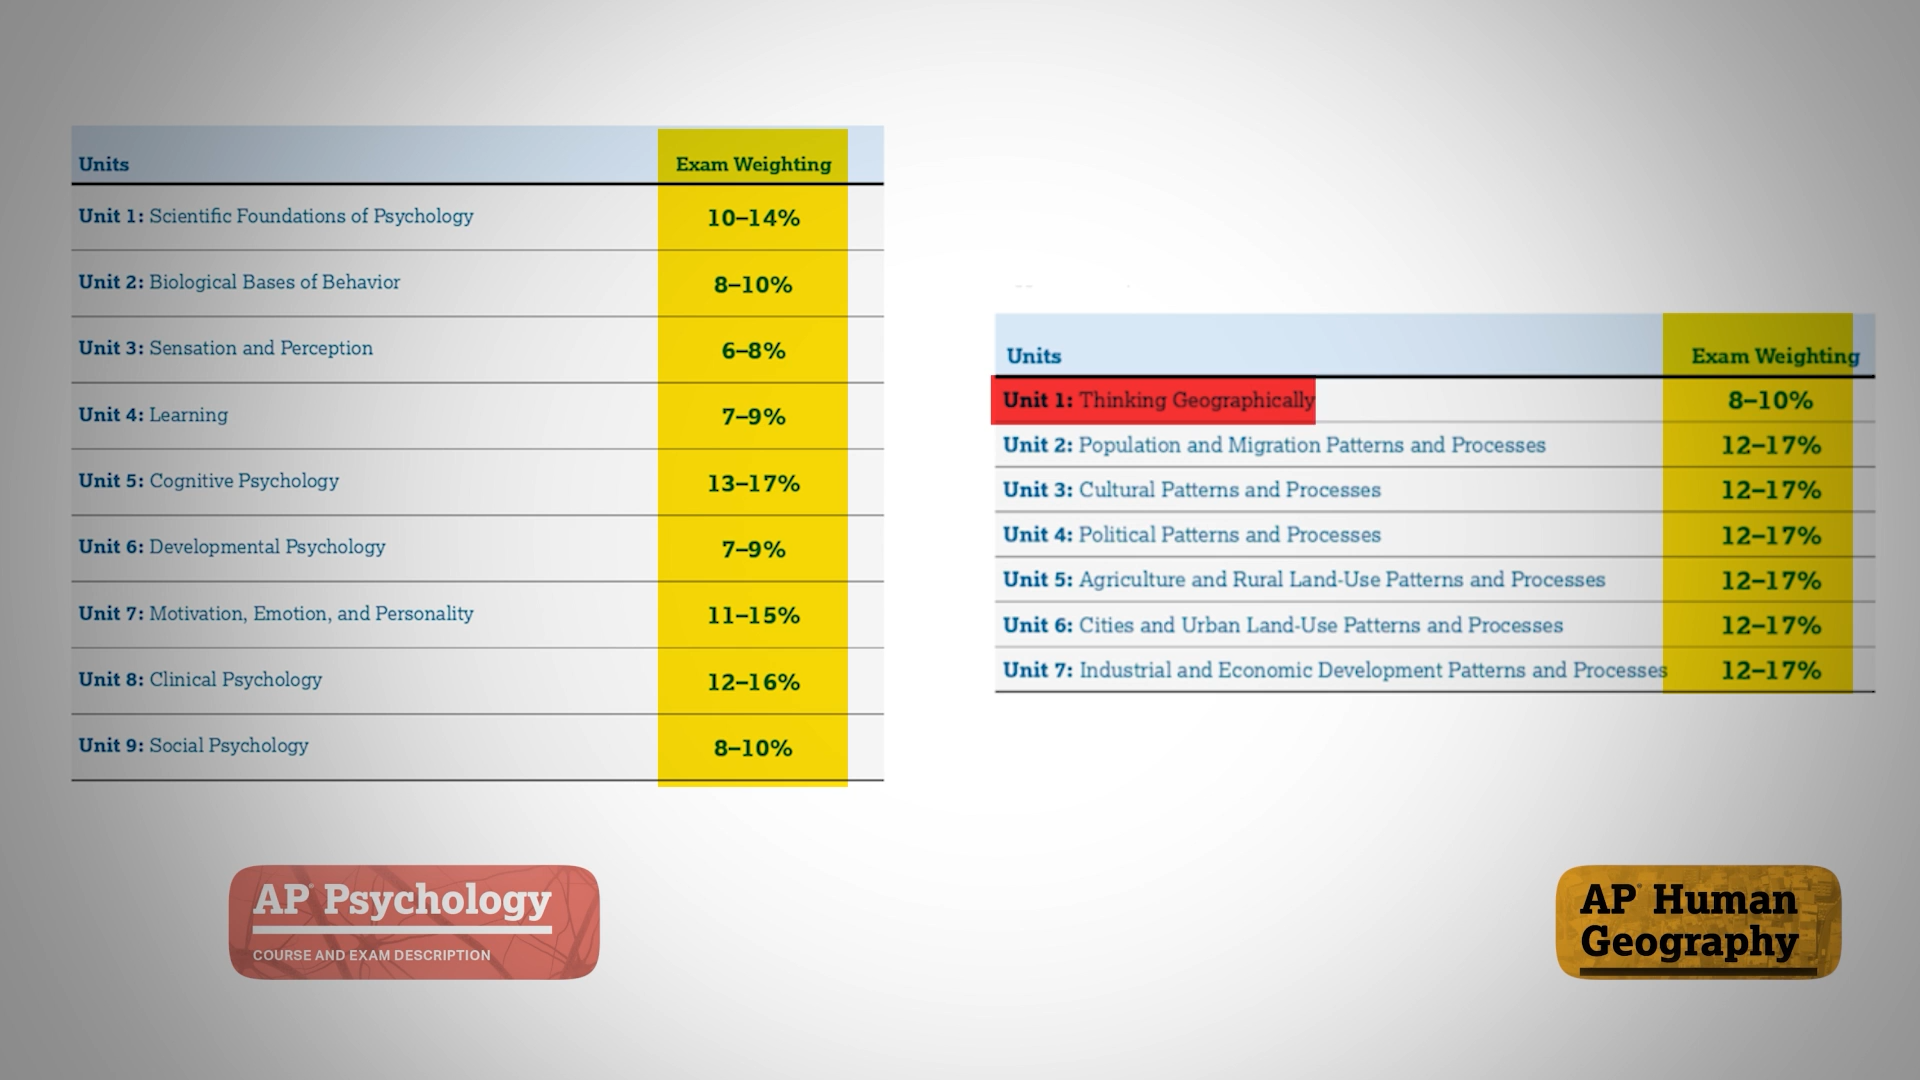 Units Exam Weighting
Unit 1: Scientific Foundations of Psychology 10–14%
Unit 2: Biological Bases of Behavior 8–10%
Unit 3: Sensation and Perception 6–8%
Unit 4: Learning 7–9%
Unit 5: Cognitive Psychology 13–17%
Unit 6: Developmental Psychology 7–9%
Unit 7: Motivation, Emotion, and Personality 11–15%
Unit 8: Clinical Psychology 12–16%
Unit 9: Social Psychology 8–10%
AP Psychology
COURSE AND EXAM DESCRIPTION
Units Exam Weighting
Unit 1: Thinking Geographically 8–10%
Unit 2: Population and Migration Patterns and Processes 12–17%
Unit 3: Cultural Patterns and Processes 12–17%
Unit 4: Political Patterns and Processes 12–17%
Unit 5: Agriculture and Rural Land-Use Patterns and Processes 12–17%
Unit 6: Cities and Urban Land-Use Patterns and Processes 12–17%
Unit 7: Industrial and Economic Development Patterns and Processes 12–17%
AP Human
Geography